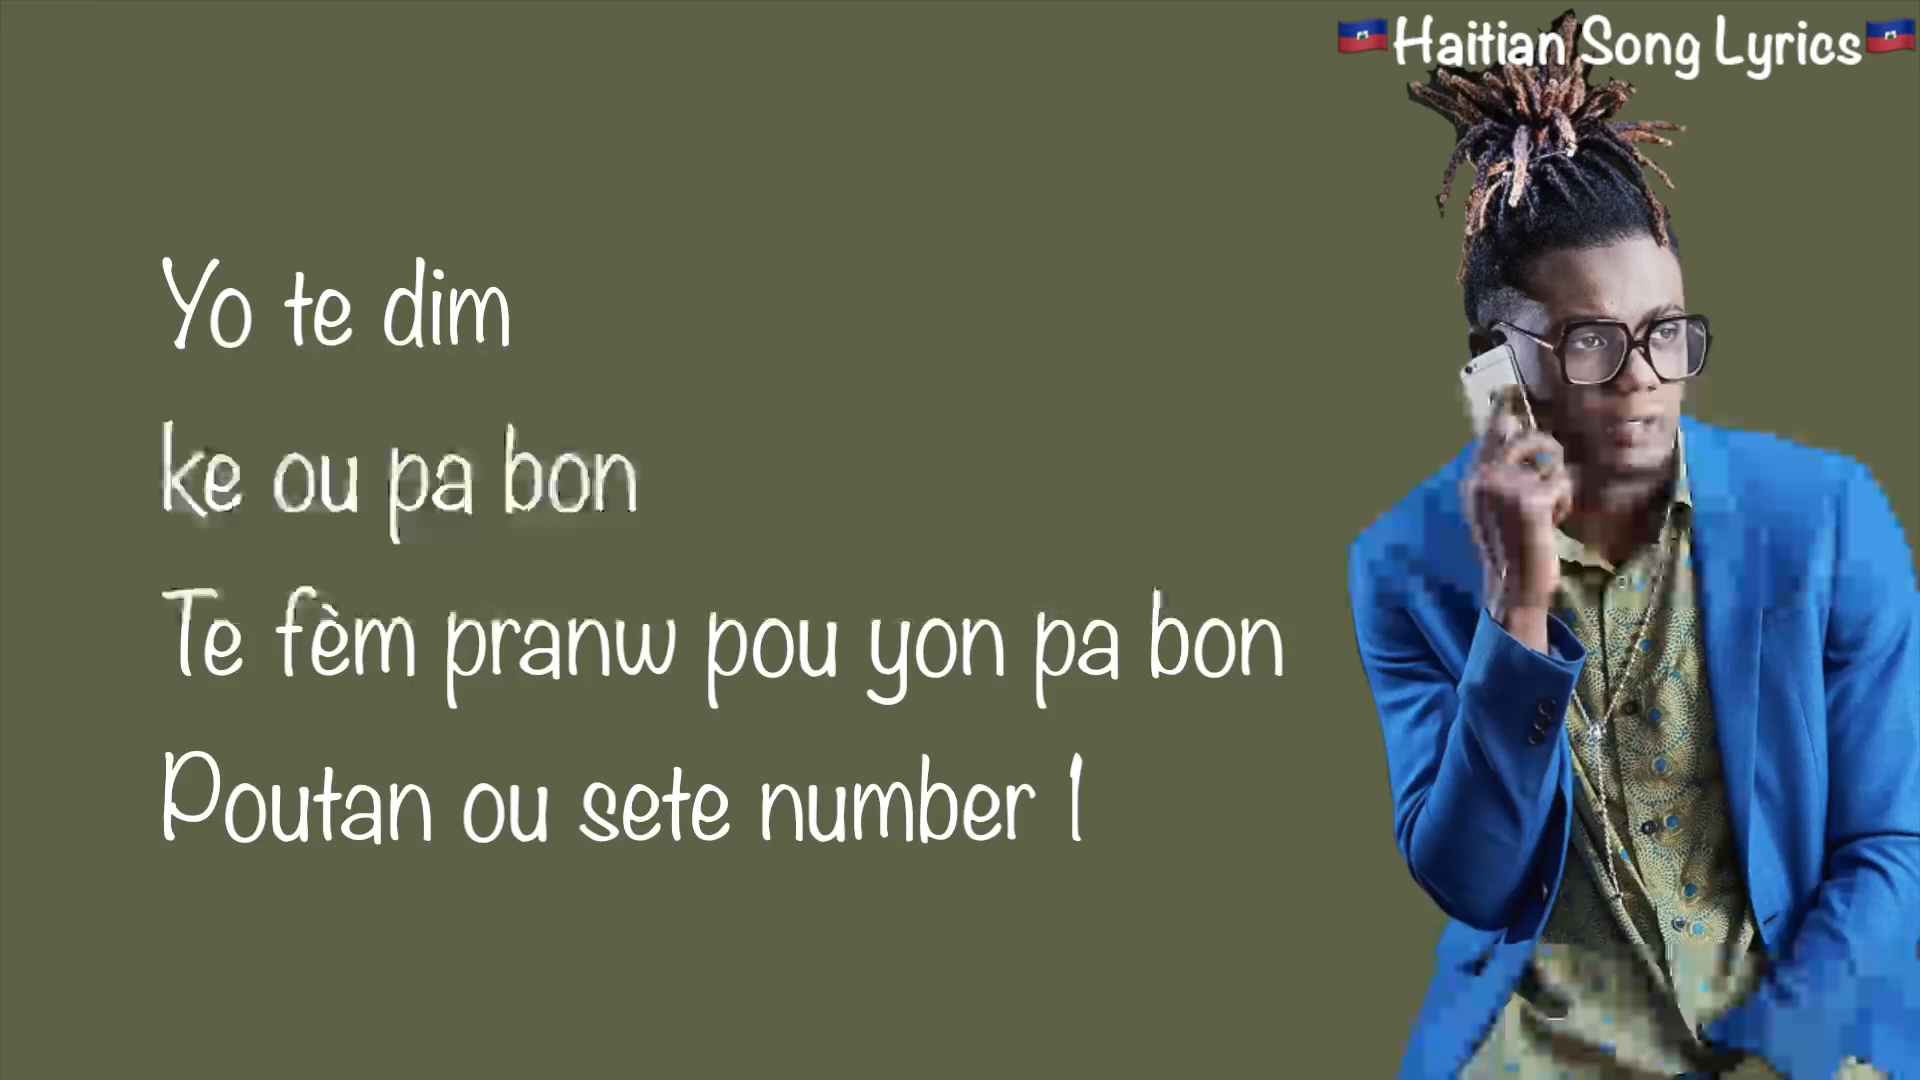 Haitian Song Lyrics
Yo te dim
ke ou pa bon
Te fèm pranw pou yon pa bon
Poutan ou sete number 1